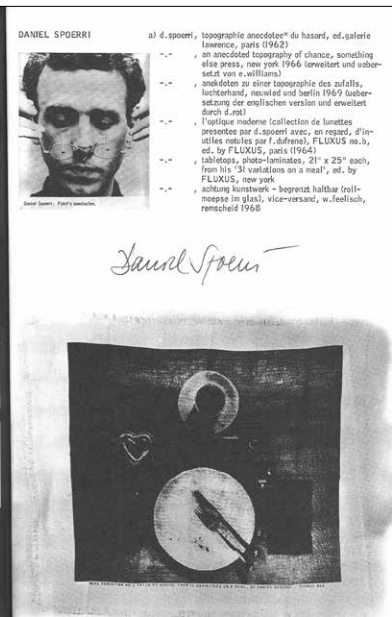 DANIEL SPOERRI
a) d.spoerri, topographie anecdotee* du hasard, ed.galerie
lawrence, paris (1962)
-.- , an anecdoted topography of chance, something
else press, new york 1966 (erweitert und ueber-
setzt von e.williams)
-.- , anekdoten zu einer topographie des zufalls,
luchterhand, neuwied und berlin 1969 (ueber-
setzung der englischen version und erweitert
durch d.rot)
-.- , l'optique moderne (collection de lunettes
presentee par d.spoerri avec, en regard, d'in-
utiles notules par f.dufrene), FLUXUS no.b,
ed. by FLUXUS, paris (1964)
-.- , tabletops, photo-laminates, 21" x 25" each,
from his '31 variations on a meal', ed. by
FLUXUS, new york
-.- , achtung kunstwerk - begrenzt haltbar (roll-
moepse im glas), vice-versand, w.feelisch,
remscheid 1968
Daniel Spoerri : Fakir's spectacles.
Daniel Spoerri